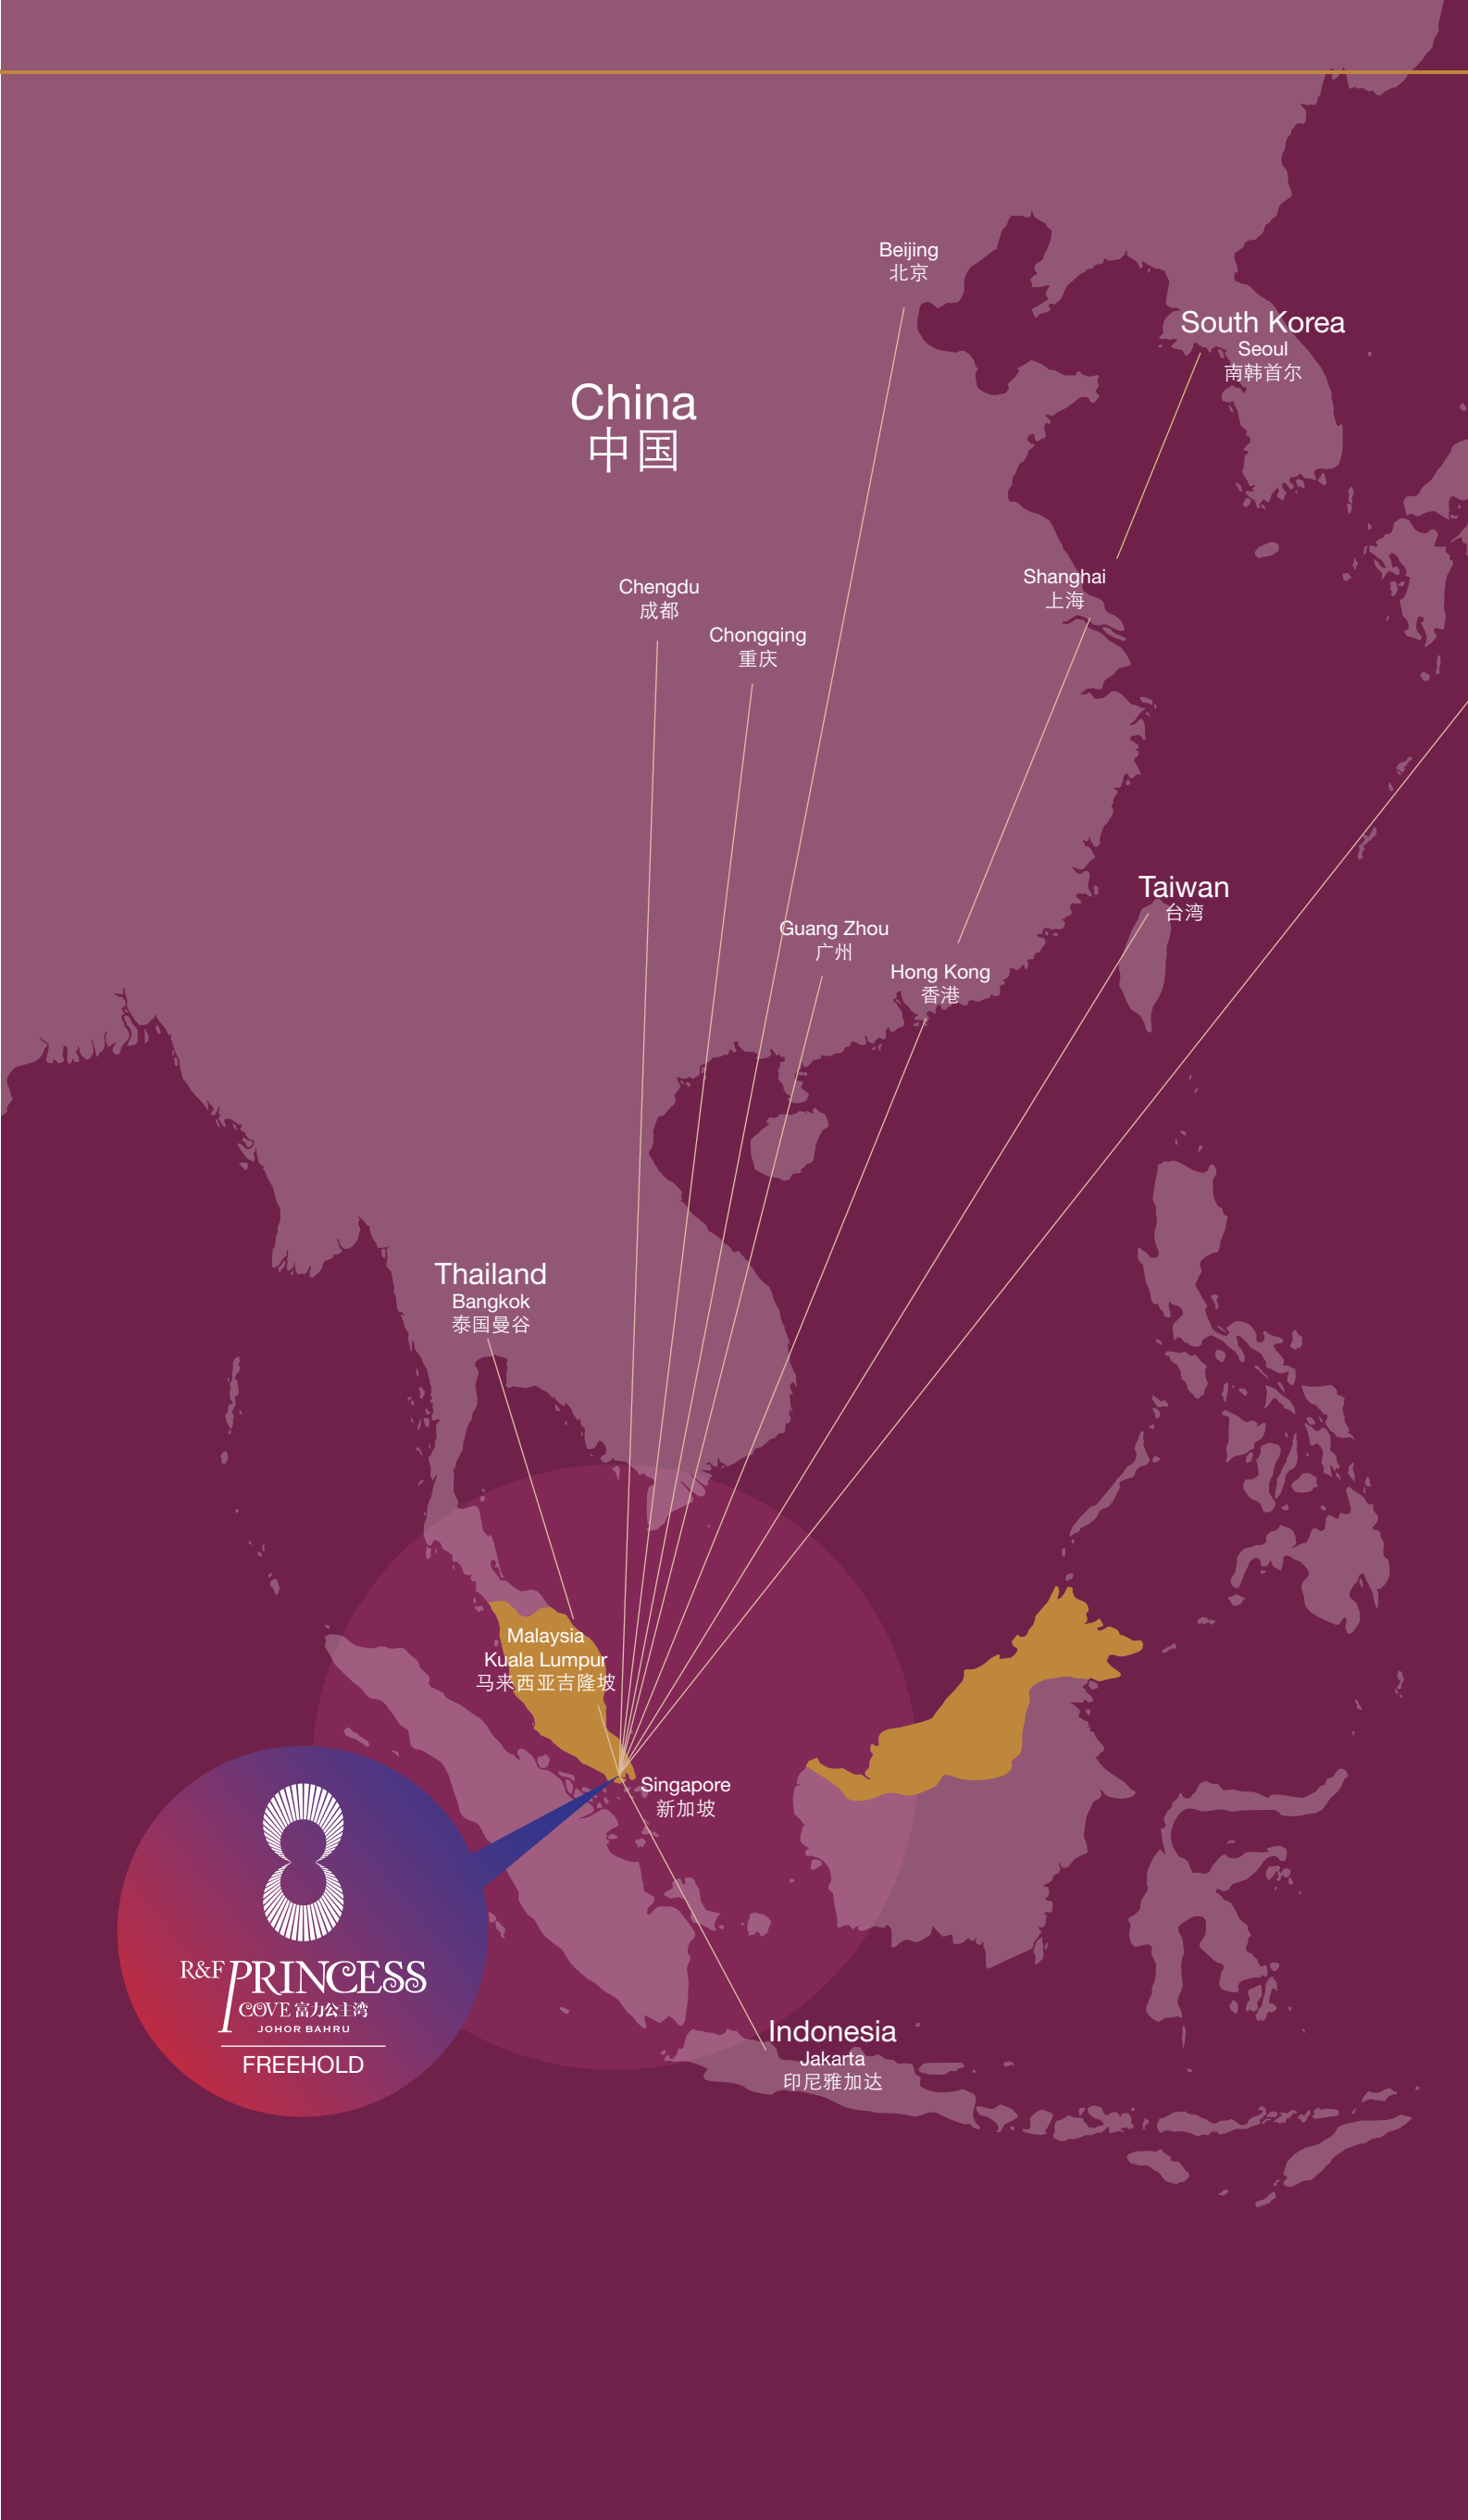 Beijing
北京
South Korea
Seoul
南韩首尔
China
中国
Chengdu
成都
Shanghai
上海
Chongqing
重庆
Taiwan
台湾
Guang Zhou
广州
Hong Kong
香港
Thailand
Bangkok
泰国曼谷
Malaysia
Kuala Lumpur
马来西亚吉隆坡
Singapore
新加坡
8
R&F PRINCESS
COVE 富力公主湾
JOHOR BAHRU
FREEHOLD
Indonesia
Jakarta
印尼雅加达